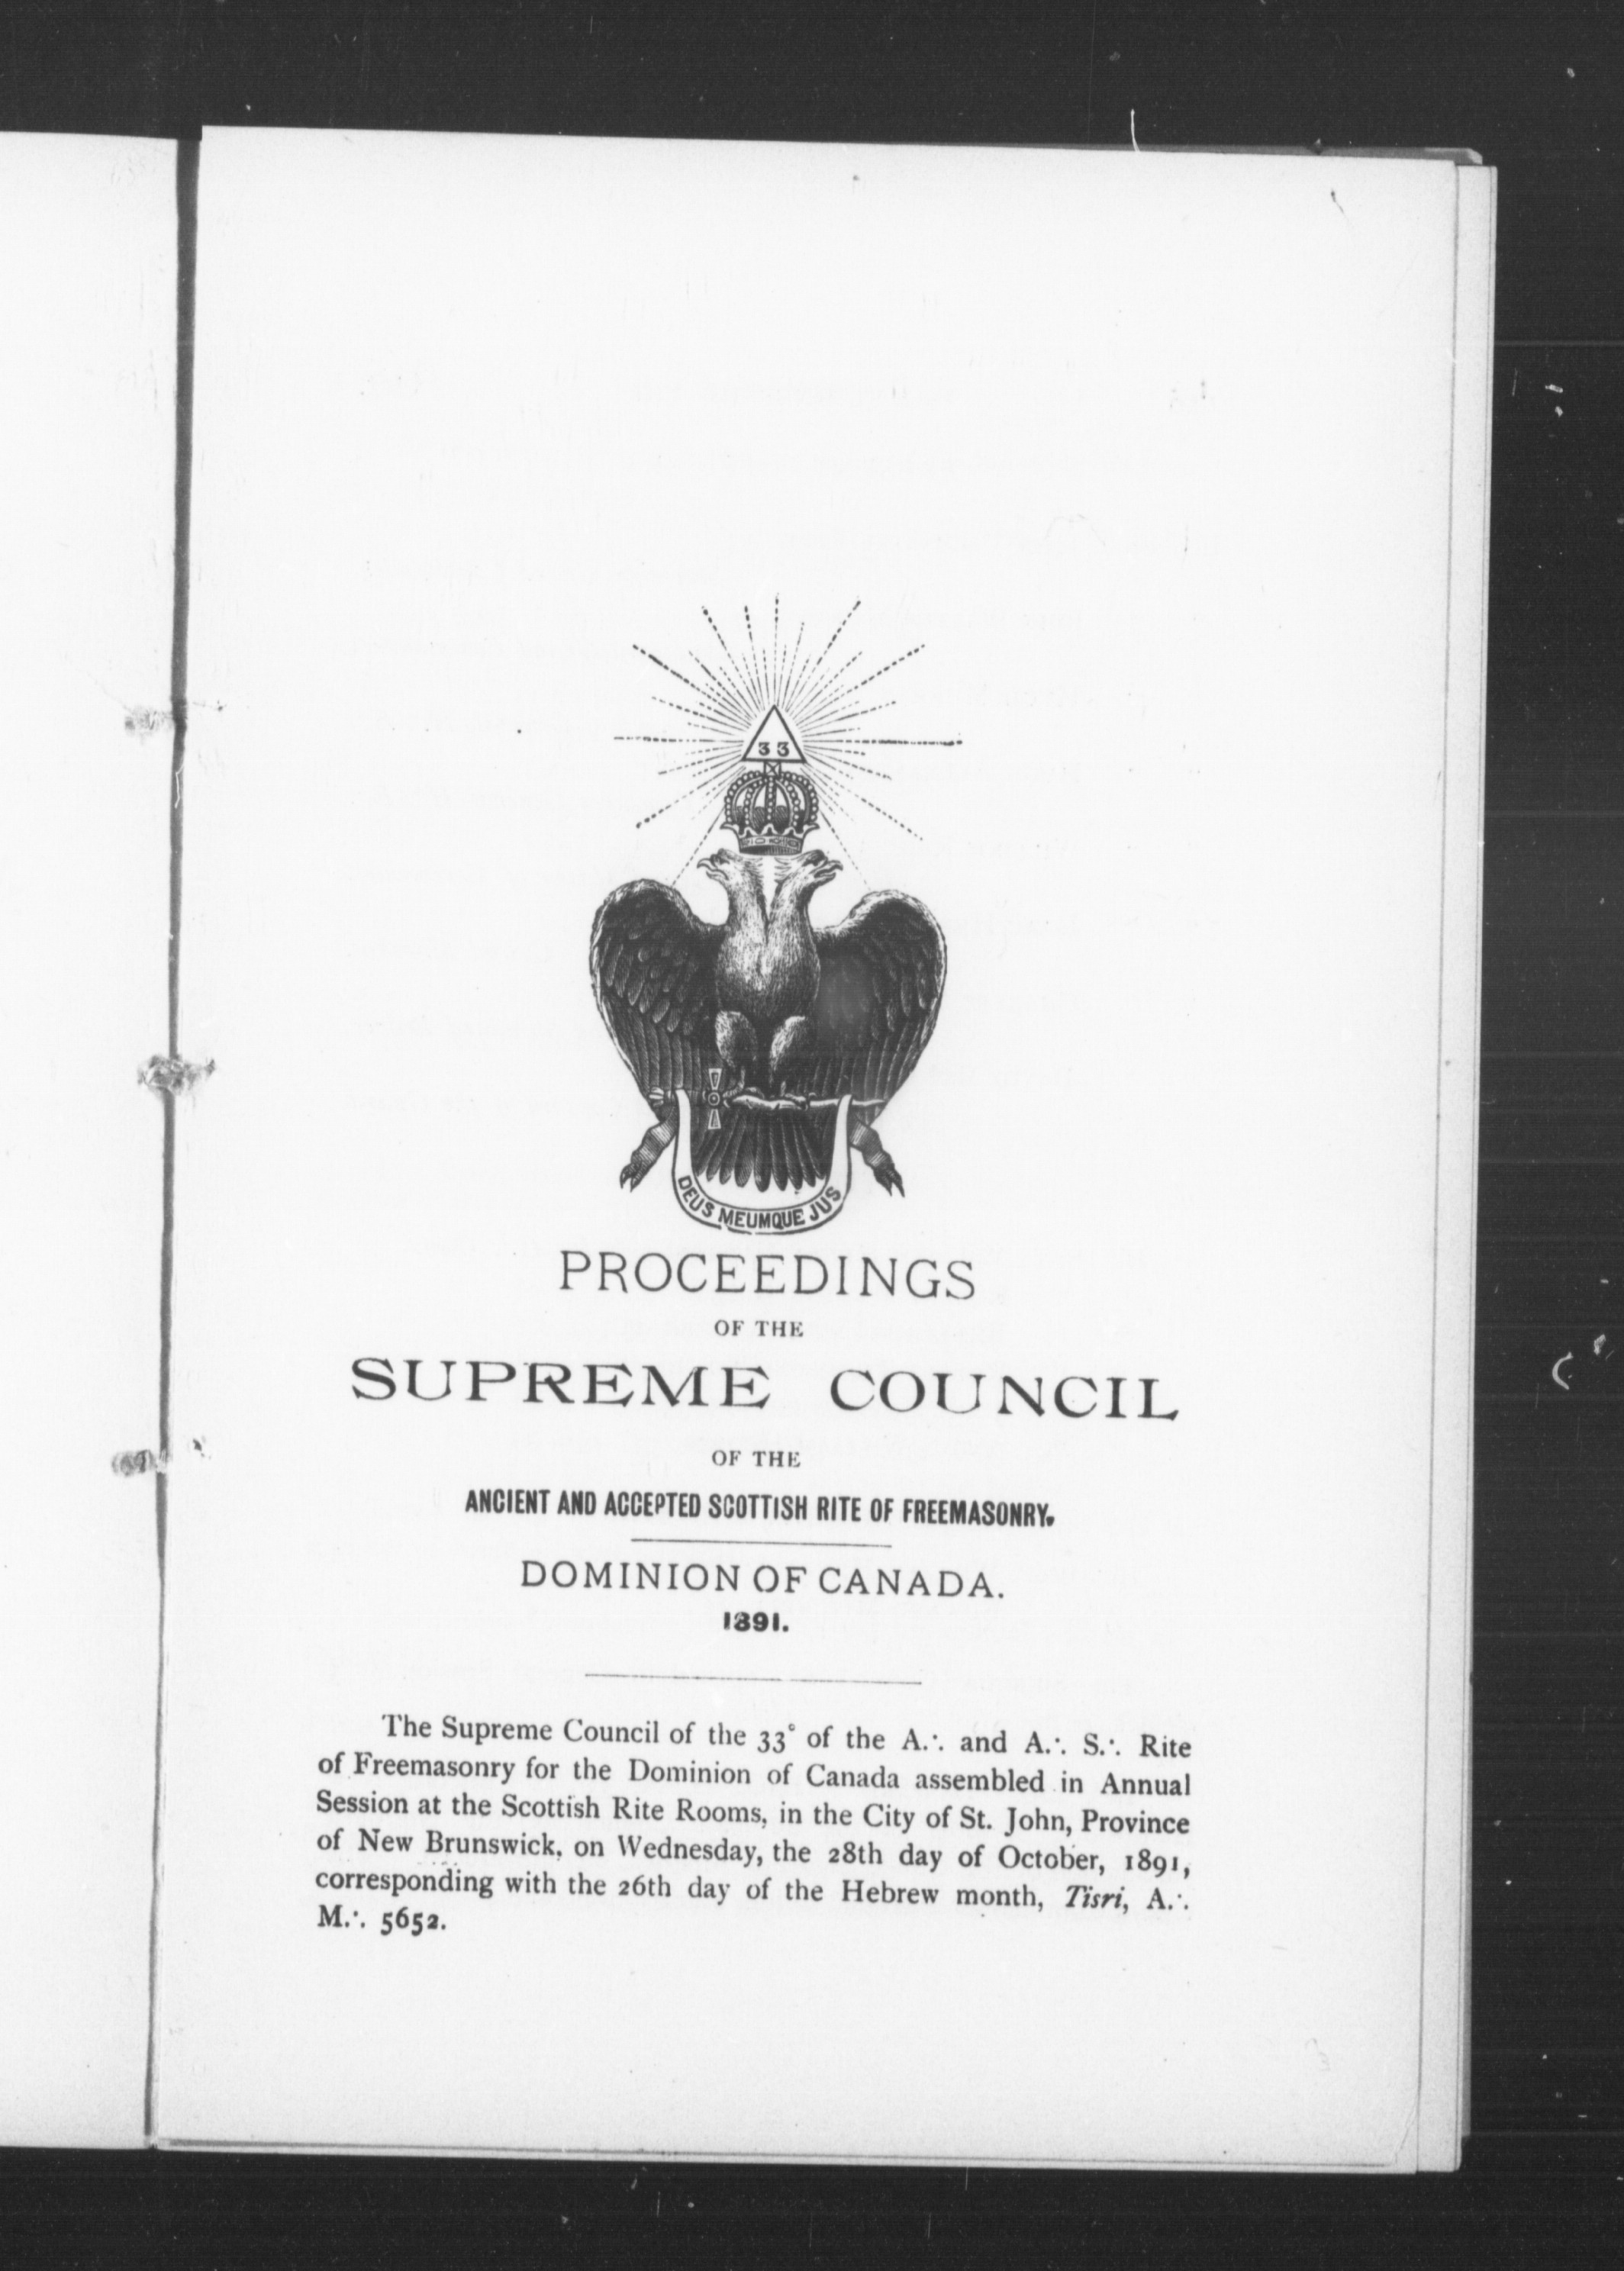 33
DEUS MEUMQUE JUS
PROCEEDINGS
OF THE
SUPREME COUNCIL
OF THE
ANCIENT AND ACCEPTED SCOTTISH RITE OF FREEMASONRY.
DOMINION OF CANADA.
1891.
The Supreme Council of the 33° of the A.·. and A.·. S.·. Rite
of Freemasonry for the Dominion of Canada assembled in Annual
Session at the Scottish Rite Rooms, in the City of St. John, Province
of New Brunswick, on Wednesday, the 28th day of October, 1891,
corresponding with the 26th day of the Hebrew month, Tisri, A.·.
M.·. 5652.